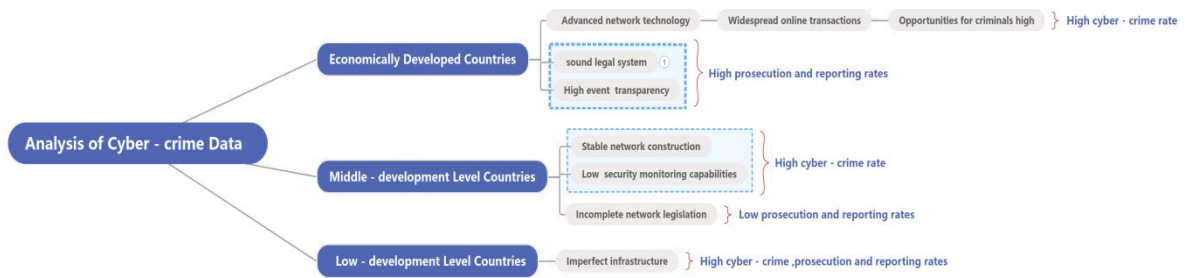 Analysis of Cyber - crime Data
Economically Developed Countries
Advanced network technology
Widespread online transactions
Opportunities for criminals high
High cyber - crime rate
sound legal system
1
High event transparency
High prosecution and reporting rates
Middle - development Level Countries
Stable network construction
Low security monitoring capabilities
High cyber - crime rate
Incomplete network legislation
Low prosecution and reporting rates
Low - development Level Countries
Imperfect infrastructure
High cyber - crime ,prosecution and reporting rates